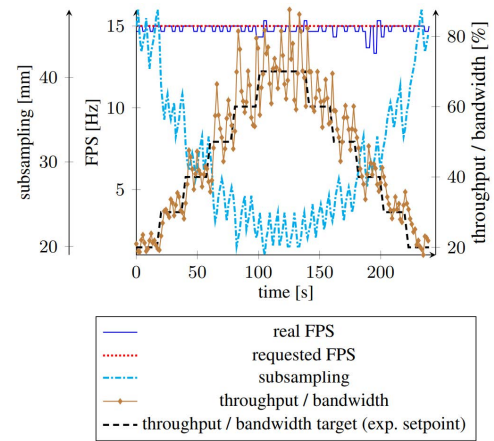 15
80
40
60
10
30
40
5
20
20
0
50
100
150
200
subsampling [mm]
FPS [Hz]
throughput / bandwidth [%]
time [s]
real FPS
requested FPS
subsampling
throughput / bandwidth
throughput / bandwidth target (exp. setpoint)